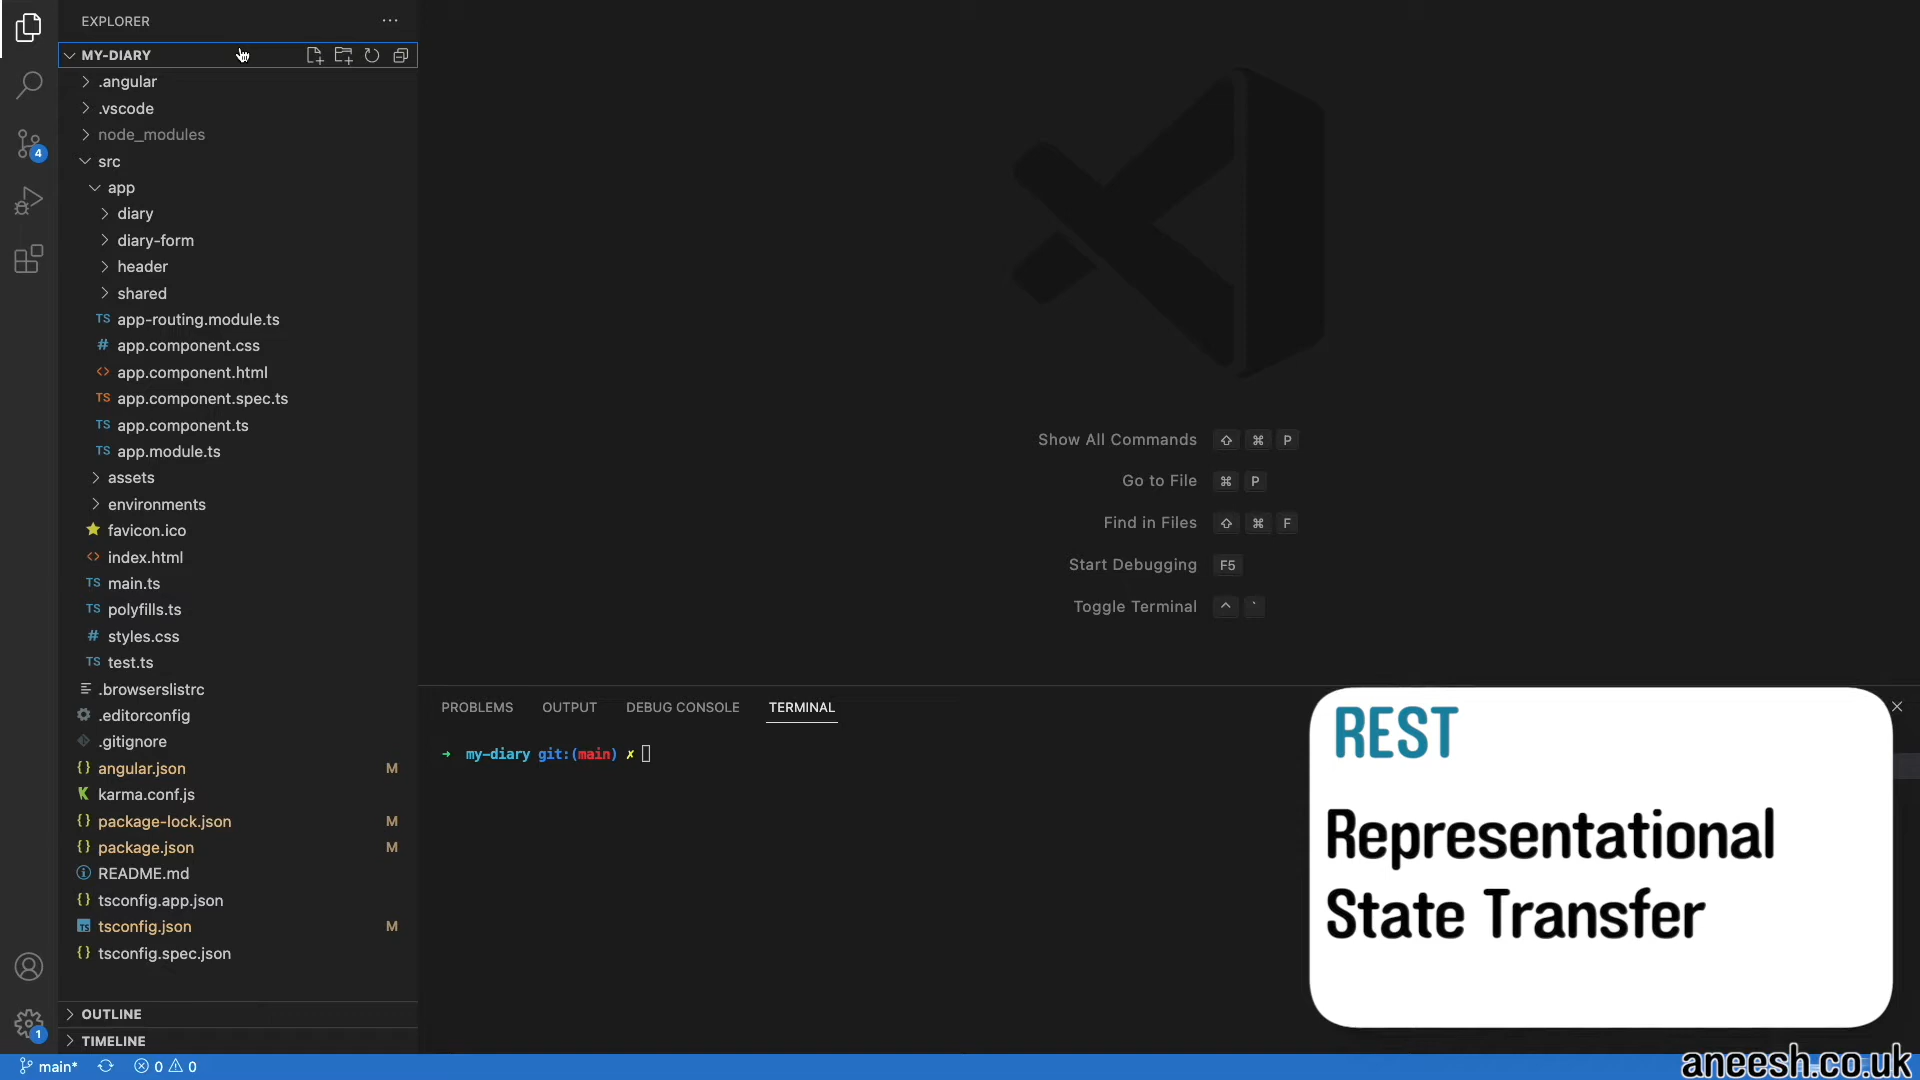 EXPLORER
MY-DIARY
.angular
.vscode
node_modules
src
app
diary
diary-form
header
shared
TS app-routing.module.ts
# app.component.css
<> app.component.html
TS app.component.spec.ts
TS app.component.ts
TS app.module.ts
assets
environments
favicon.ico
<> index.html
TS main.ts
TS polyfills.ts
# styles.css
TS test.ts
.browserslistrc
.editorconfig
.gitignore
{} angular.json M
karma.conf.js
{} package-lock.json M
{} package.json M
README.md
{} tsconfig.app.json
TS tsconfig.json M
{} tsconfig.spec.json
OUTLINE
TIMELINE
4
1
Show All Commands ⇧ ⌘ P
Go to File ⌘ P
Find in Files ⇧ ⌘ F
Start Debugging F5
Toggle Terminal ^ `
PROBLEMS OUTPUT DEBUG CONSOLE TERMINAL
→ my-diary git:(main) ✗
REST
Representational
State Transfer
main* 0 0
aneesh.co.uk